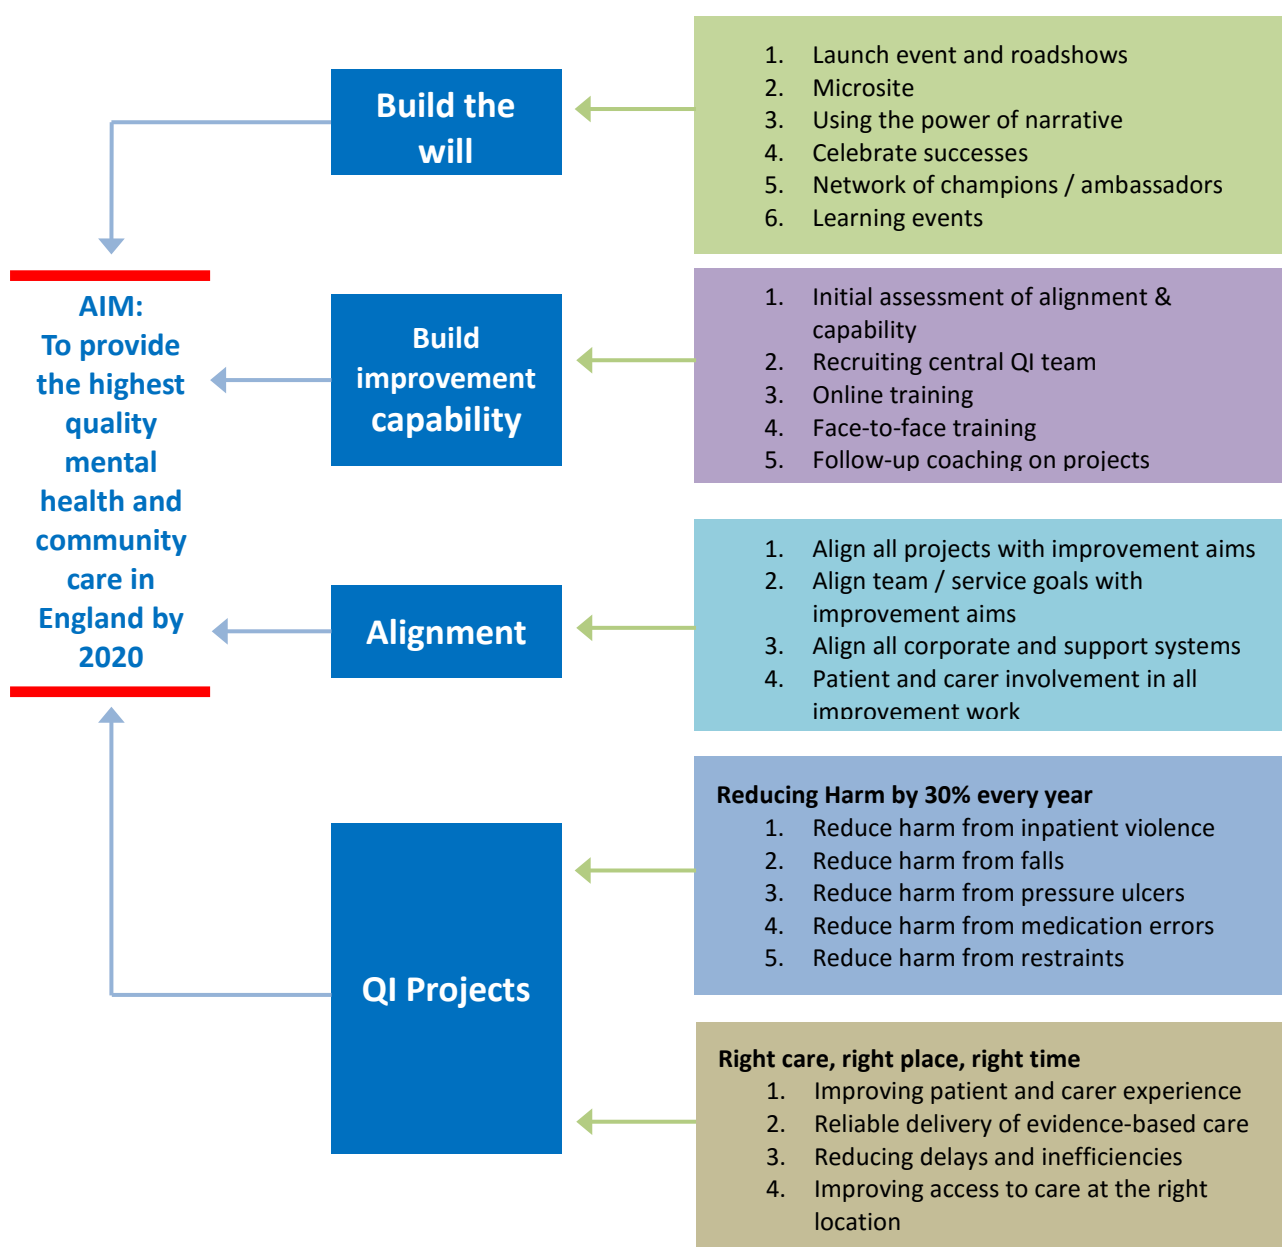 Build the
will
1. Launch event and roadshows
2. Microsite
3. Using the power of narrative
4. Celebrate successes
5. Network of champions / ambassadors
6. Learning events
AIM:
To provide
the highest
quality
mental
health and
community
care in
England by
2020
Build
improvement
capability
1. Initial assessment of alignment &
capability
2. Recruiting central QI team
3. Online training
4. Face-to-face training
5. Follow-up coaching on projects
Alignment
1. Align all projects with improvement aims
2. Align team / service goals with
improvement aims
3. Align all corporate and support systems
4. Patient and carer involvement in all
improvement work
QI Projects
Reducing Harm by 30% every year
1. Reduce harm from inpatient violence
2. Reduce harm from falls
3. Reduce harm from pressure ulcers
4. Reduce harm from medication errors
5. Reduce harm from restraints
Right care, right place, right time
1. Improving patient and carer experience
2. Reliable delivery of evidence-based care
3. Reducing delays and inefficiencies
4. Improving access to care at the right
location